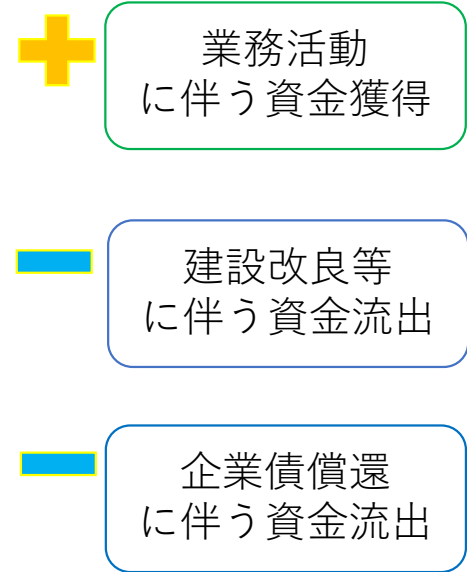 業務活動
に伴う資金獲得
建設改良等
に伴う資金流出
企業債償還
に伴う資金流出